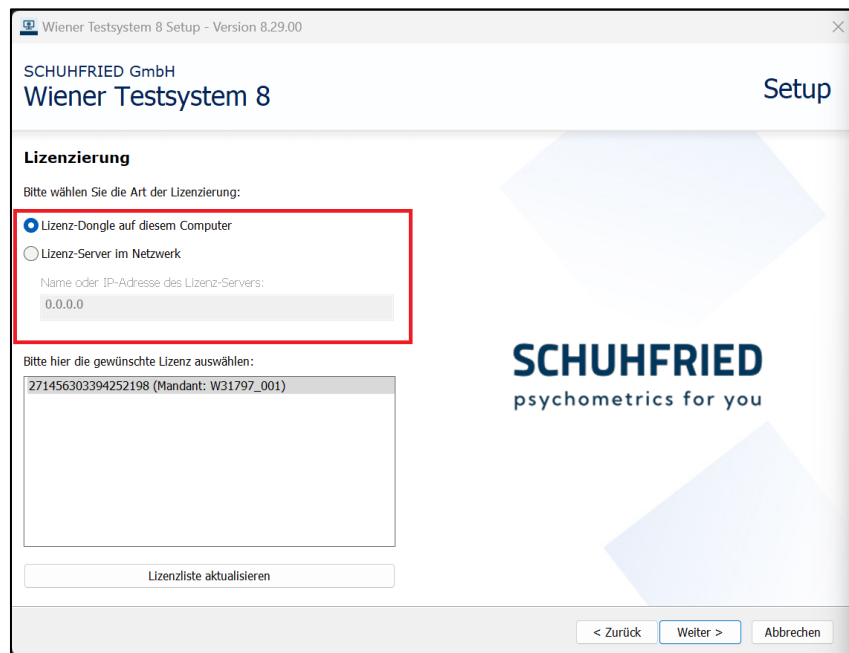 Wiener Testsystem 8 Setup - Version 8.29.00
SCHUHFRIED GmbH
Wiener Testsystem 8
Setup
Lizenzierung
Bitte wählen Sie die Art der Lizenzierung:
Lizenz-Dongle auf diesem Computer
Lizenz-Server im Netzwerk
Name oder IP-Adresse des Lizenz-Servers:
0.0.0.0
Bitte hier die gewünschte Lizenz auswählen:
271456303394252198 (Mandant: W31797_001)
SCHUHFRIED
psychometrics for you
Lizenzliste aktualisieren
< Zurück
Weiter >
Abbrechen